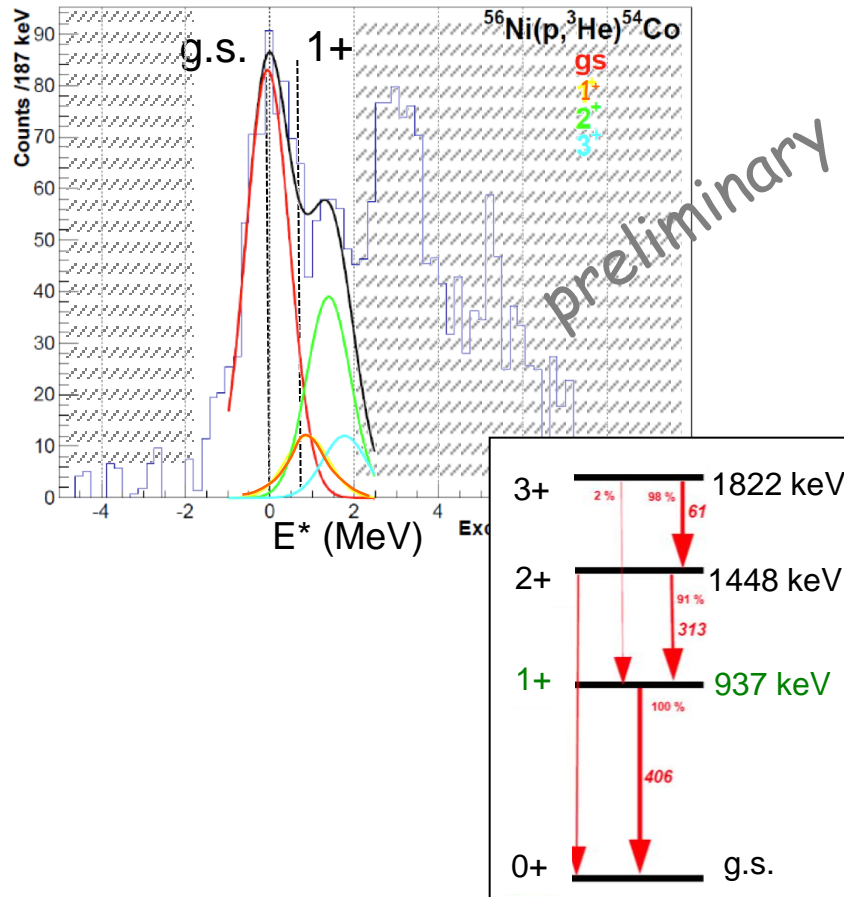 ⁵⁶Ni(p,³He)⁵⁴Co
g.s. 1+
gs
1⁺
2⁺
3⁺
preliminary
Counts /187 keV
90
80
70
60
50
40
30
20
10
0
-4 -2 0 2 4
E* (MeV) Exc
3+ 2 % 98 % 61 1822 keV
2+ 1448 keV
91 %
313
1+ 937 keV
100 %
406
0+ g.s.